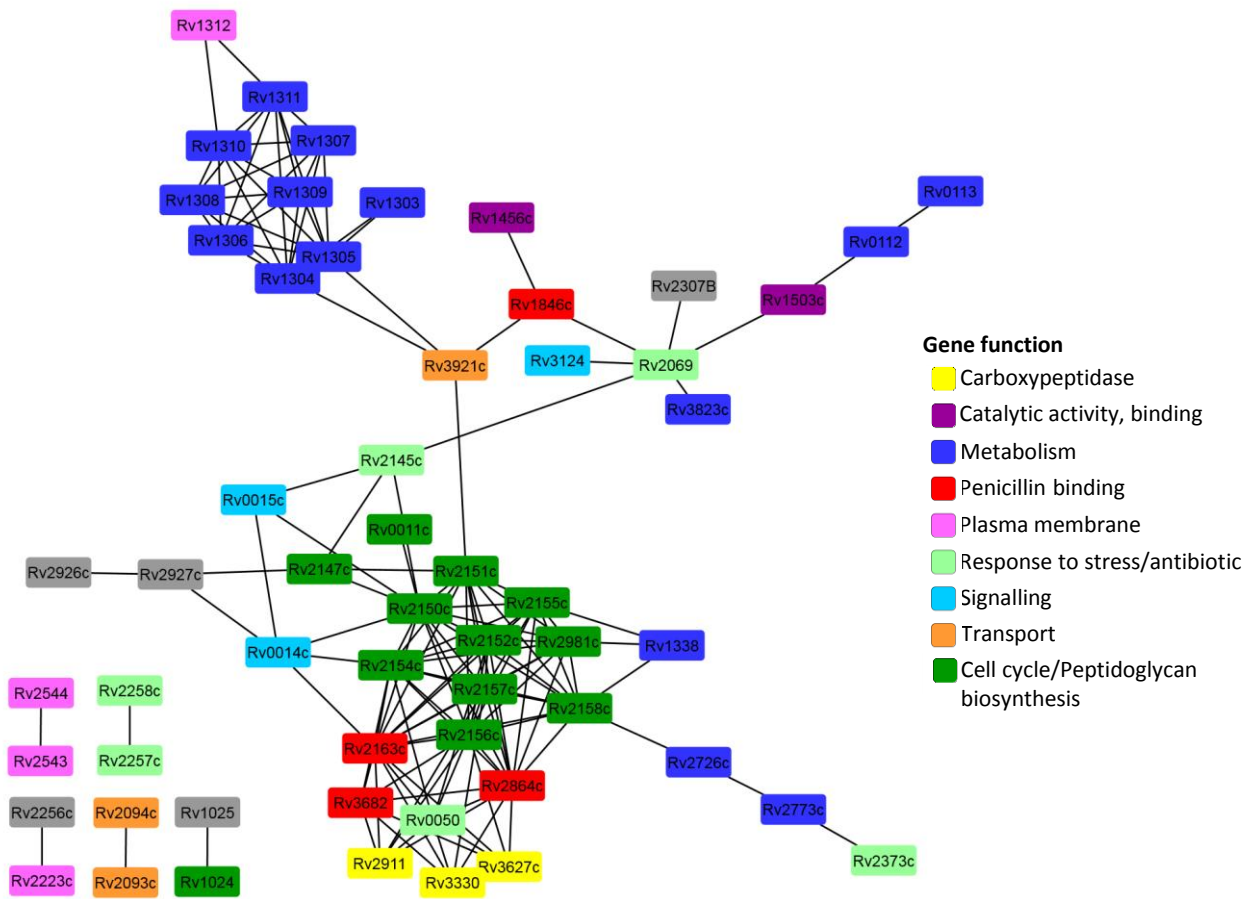 Rv1312
Rv1311
Rv1307
Rv1310
Rv1309
Rv1308
Rv1303
Rv0113
Rv1456c
Rv1306
Rv0112
Rv1305
Rv1304
Rv2307B
Rv1503c
Rv1846c
Gene function
Rv3921c
Rv3124
Rv2069
Carboxypeptidase
Rv3823c
Catalytic activity, binding
Metabolism
Rv2145c
Penicillin binding
Rv0015c
Plasma membrane
Rv0011c
Response to stress/antibiotic
Rv2926c
Rv2927c
Rv2147c
Rv2151c
Signalling
Rv2150c
Rv2155c
Transport
Rv2152c
Rv2981c
Rv1338
Rv0014c
Rv2154c
Cell cycle/Peptidoglycan
biosynthesis
Rv2544
Rv2258c
Rv2157c
Rv2158c
Rv2156c
Rv2163c
Rv2543
Rv2257c
Rv2726c
Rv2864c
Rv3682
Rv2256c
Rv2094c
Rv1025
Rv0050
Rv2773c
Rv2911
Rv3627c
Rv2373c
Rv2223c
Rv2093c
Rv1024
Rv3330